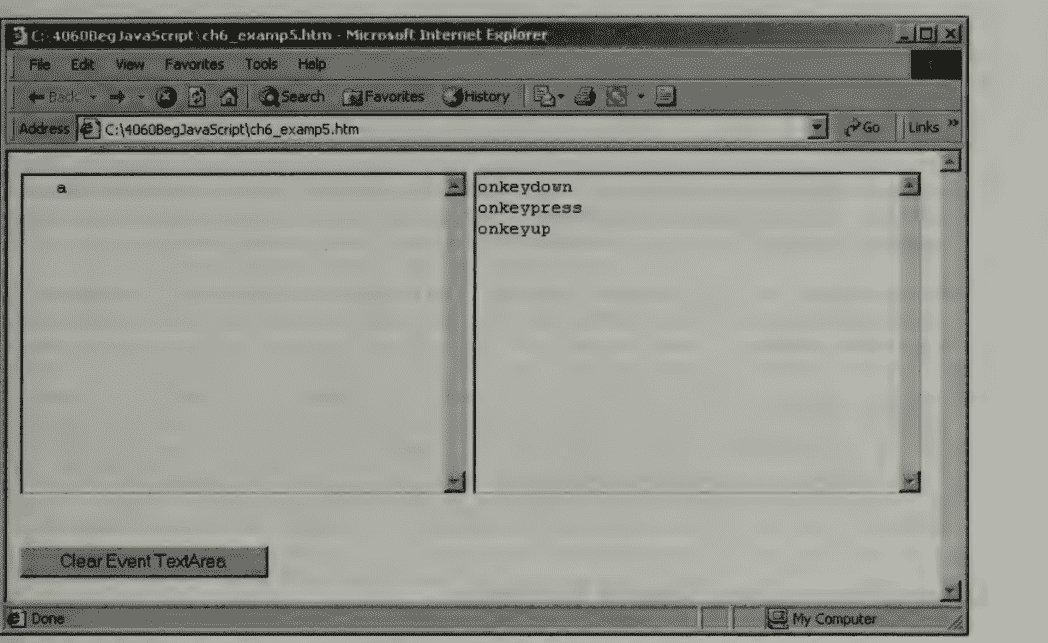 C:\4060BegJavaScript\ch6_examp5.htm - Microsoft Internet Explorer
File Edit View Favorites Tools Help
Back Search Favorites History
Address C:\4060BegJavaScript\ch6_examp5.htm Go Links »
a onkeydown
onkeypress
onkeyup
Clear Event TextArea
Done My Computer